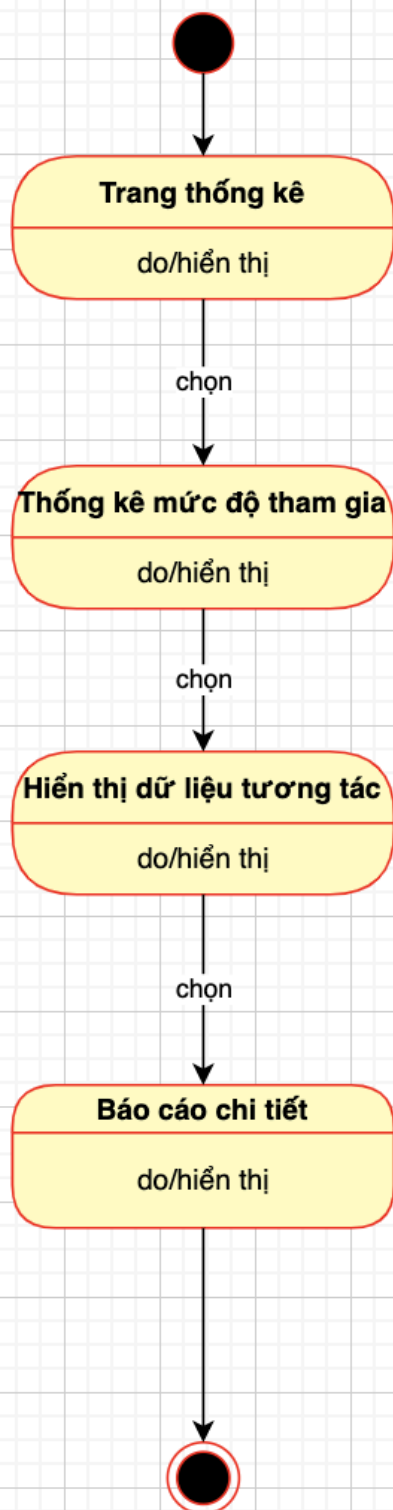 Trang thống kê
do/hiển thị
chọn
Thống kê mức độ tham gia
do/hiển thị
chọn
Hiển thị dữ liệu tương tác
do/hiển thị
chọn
Báo cáo chi tiết
do/hiển thị